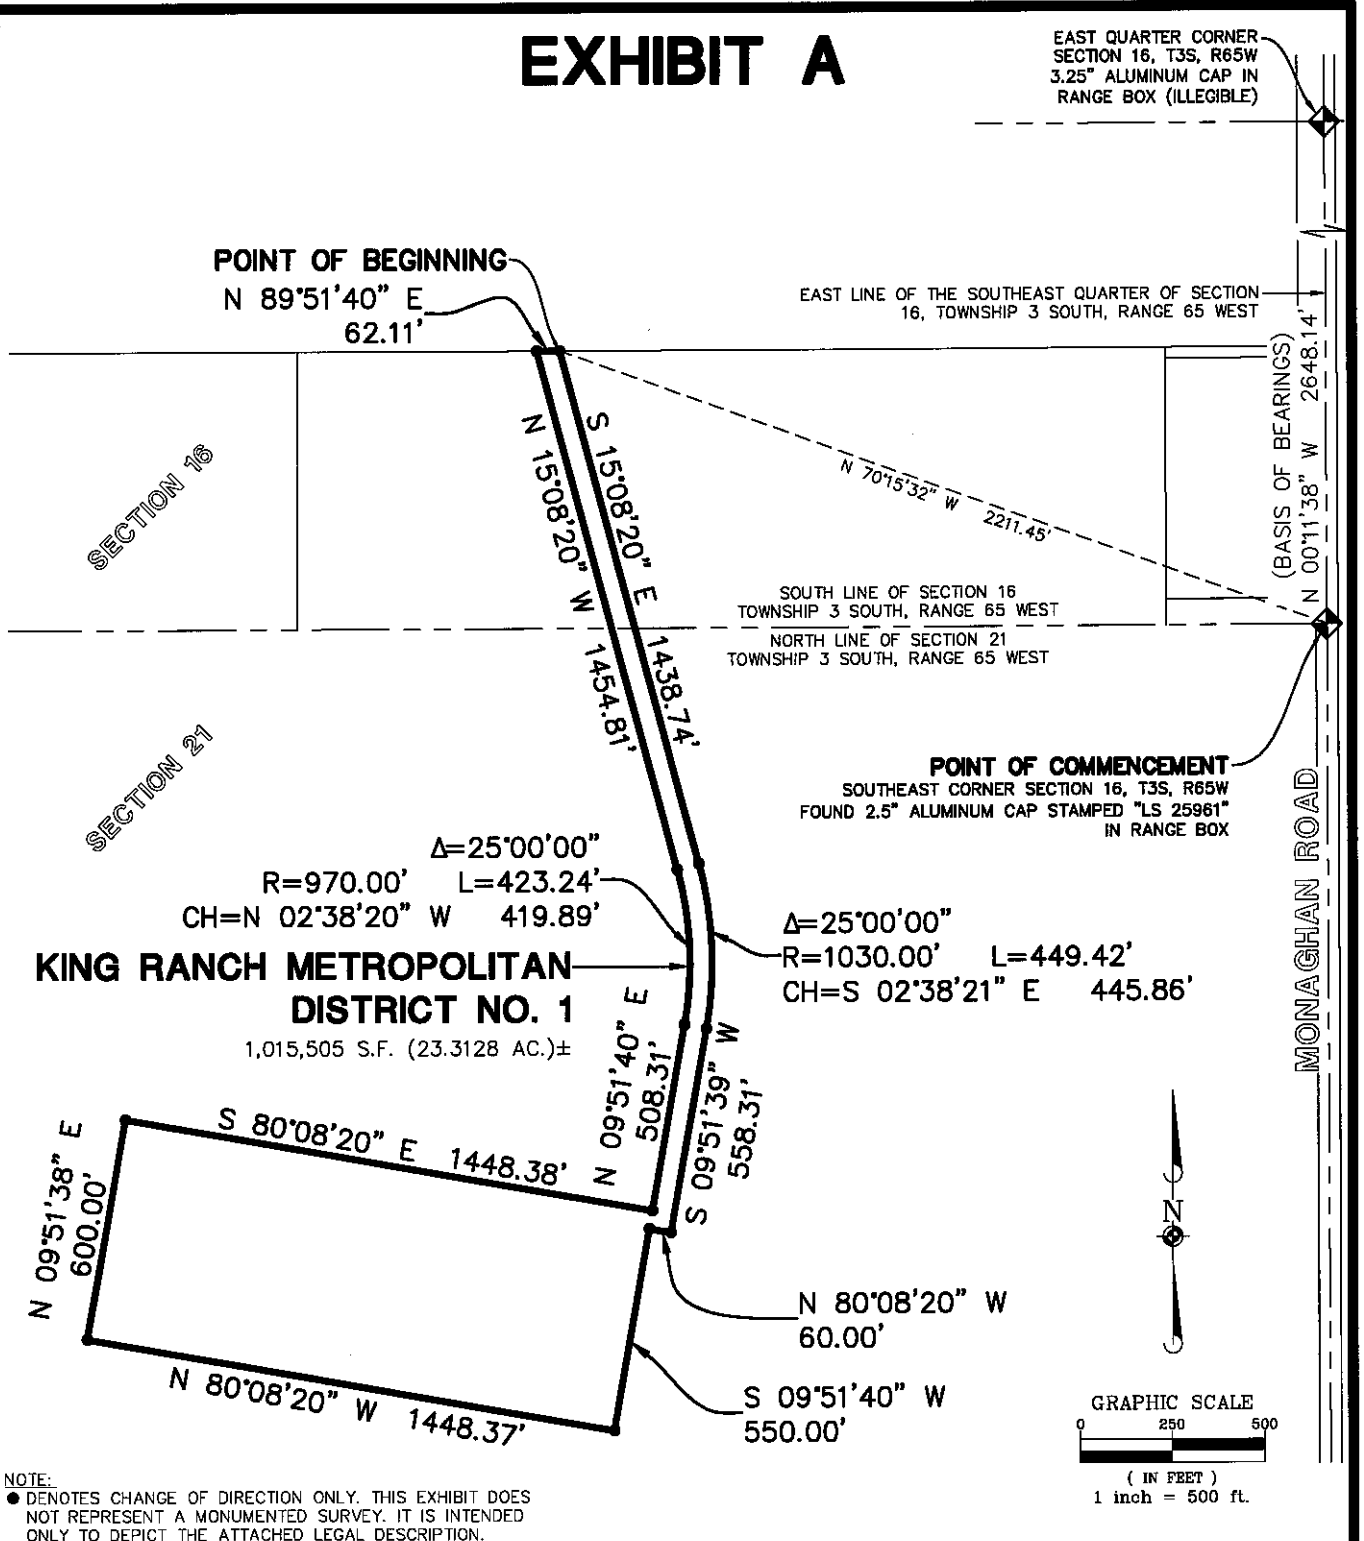 EXHIBIT A
EAST QUARTER CORNER
SECTION 16, T3S, R65W
3.25" ALUMINUM CAP IN
RANGE BOX (ILLEGIBLE)
POINT OF BEGINNING
N 89°51'40" E
62.11'
EAST LINE OF THE SOUTHEAST QUARTER OF SECTION
16, TOWNSHIP 3 SOUTH, RANGE 65 WEST
(BASIS OF BEARINGS)
N 00°11'38" W 2648.14'
SECTION 16
N 15°08'20" W 1454.81'
S 15°08'20" E 1438.74'
N 70°15'32" W 2211.45'
SOUTH LINE OF SECTION 16
TOWNSHIP 3 SOUTH, RANGE 65 WEST
NORTH LINE OF SECTION 21
TOWNSHIP 3 SOUTH, RANGE 65 WEST
SECTION 21
POINT OF COMMENCEMENT
SOUTHEAST CORNER SECTION 16, T3S, R65W
FOUND 2.5" ALUMINUM CAP STAMPED "LS 25961"
IN RANGE BOX
MONAGHAN ROAD
Δ=25°00'00"
R=970.00' L=423.24'
CH=N 02°38'20" W 419.89'
Δ=25°00'00"
R=1030.00' L=449.42'
CH=S 02°38'21" E 445.86'
KING RANCH METROPOLITAN
DISTRICT NO. 1
1,015,505 S.F. (23.3128 AC.)±
N 09°51'40" E
508.31'
S 09°51'39" W
558.31'
S 80°08'20" E 1448.38'
N 09°51'38" E
600.00'
N 80°08'20" W
60.00'
S 09°51'40" W
550.00'
N 80°08'20" W 1448.37'
N
GRAPHIC SCALE
0 250 500
( IN FEET )
1 inch = 500 ft.
NOTE:
● DENOTES CHANGE OF DIRECTION ONLY. THIS EXHIBIT DOES
NOT REPRESENT A MONUMENTED SURVEY. IT IS INTENDED
ONLY TO DEPICT THE ATTACHED LEGAL DESCRIPTION.